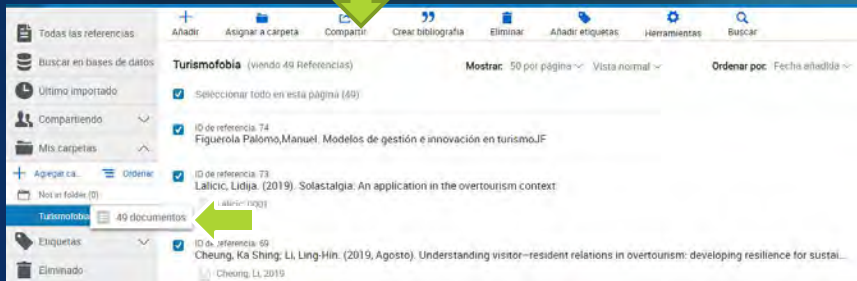 Todas las referencias
Buscar en bases de datos
Último importado
Compartiendo
Mis carpetas
Agregar ca...
Ordenar
Not in folder (0)
Turismofobia
49 documentos
Etiquetas
Eliminado
Añadir
Asignar a carpeta
Compartir
Crear bibliografía
Eliminar
Añadir etiquetas
Herramientas
Buscar
Turismofobia (viendo 49 Referencias)
Mostrar: 50 por página
Vista normal
Ordenar por: Fecha añadida
Seleccionar todo en esta página (49)
ID de referencia: 74
Figuerola Palomo,Manuel. Modelos de gestión e innovación en turismoJF
ID de referencia: 73
Lalicic, Lidija. (2019). Solastalgia: An application in the overtourism context
ID de referencia: 69
Cheung, Ka Shing; Li, Ling-Hin. (2019, Agosto). Understanding visitor–resident relations in overtourism: developing resilience for sustai...
Cheung, Li, 2019